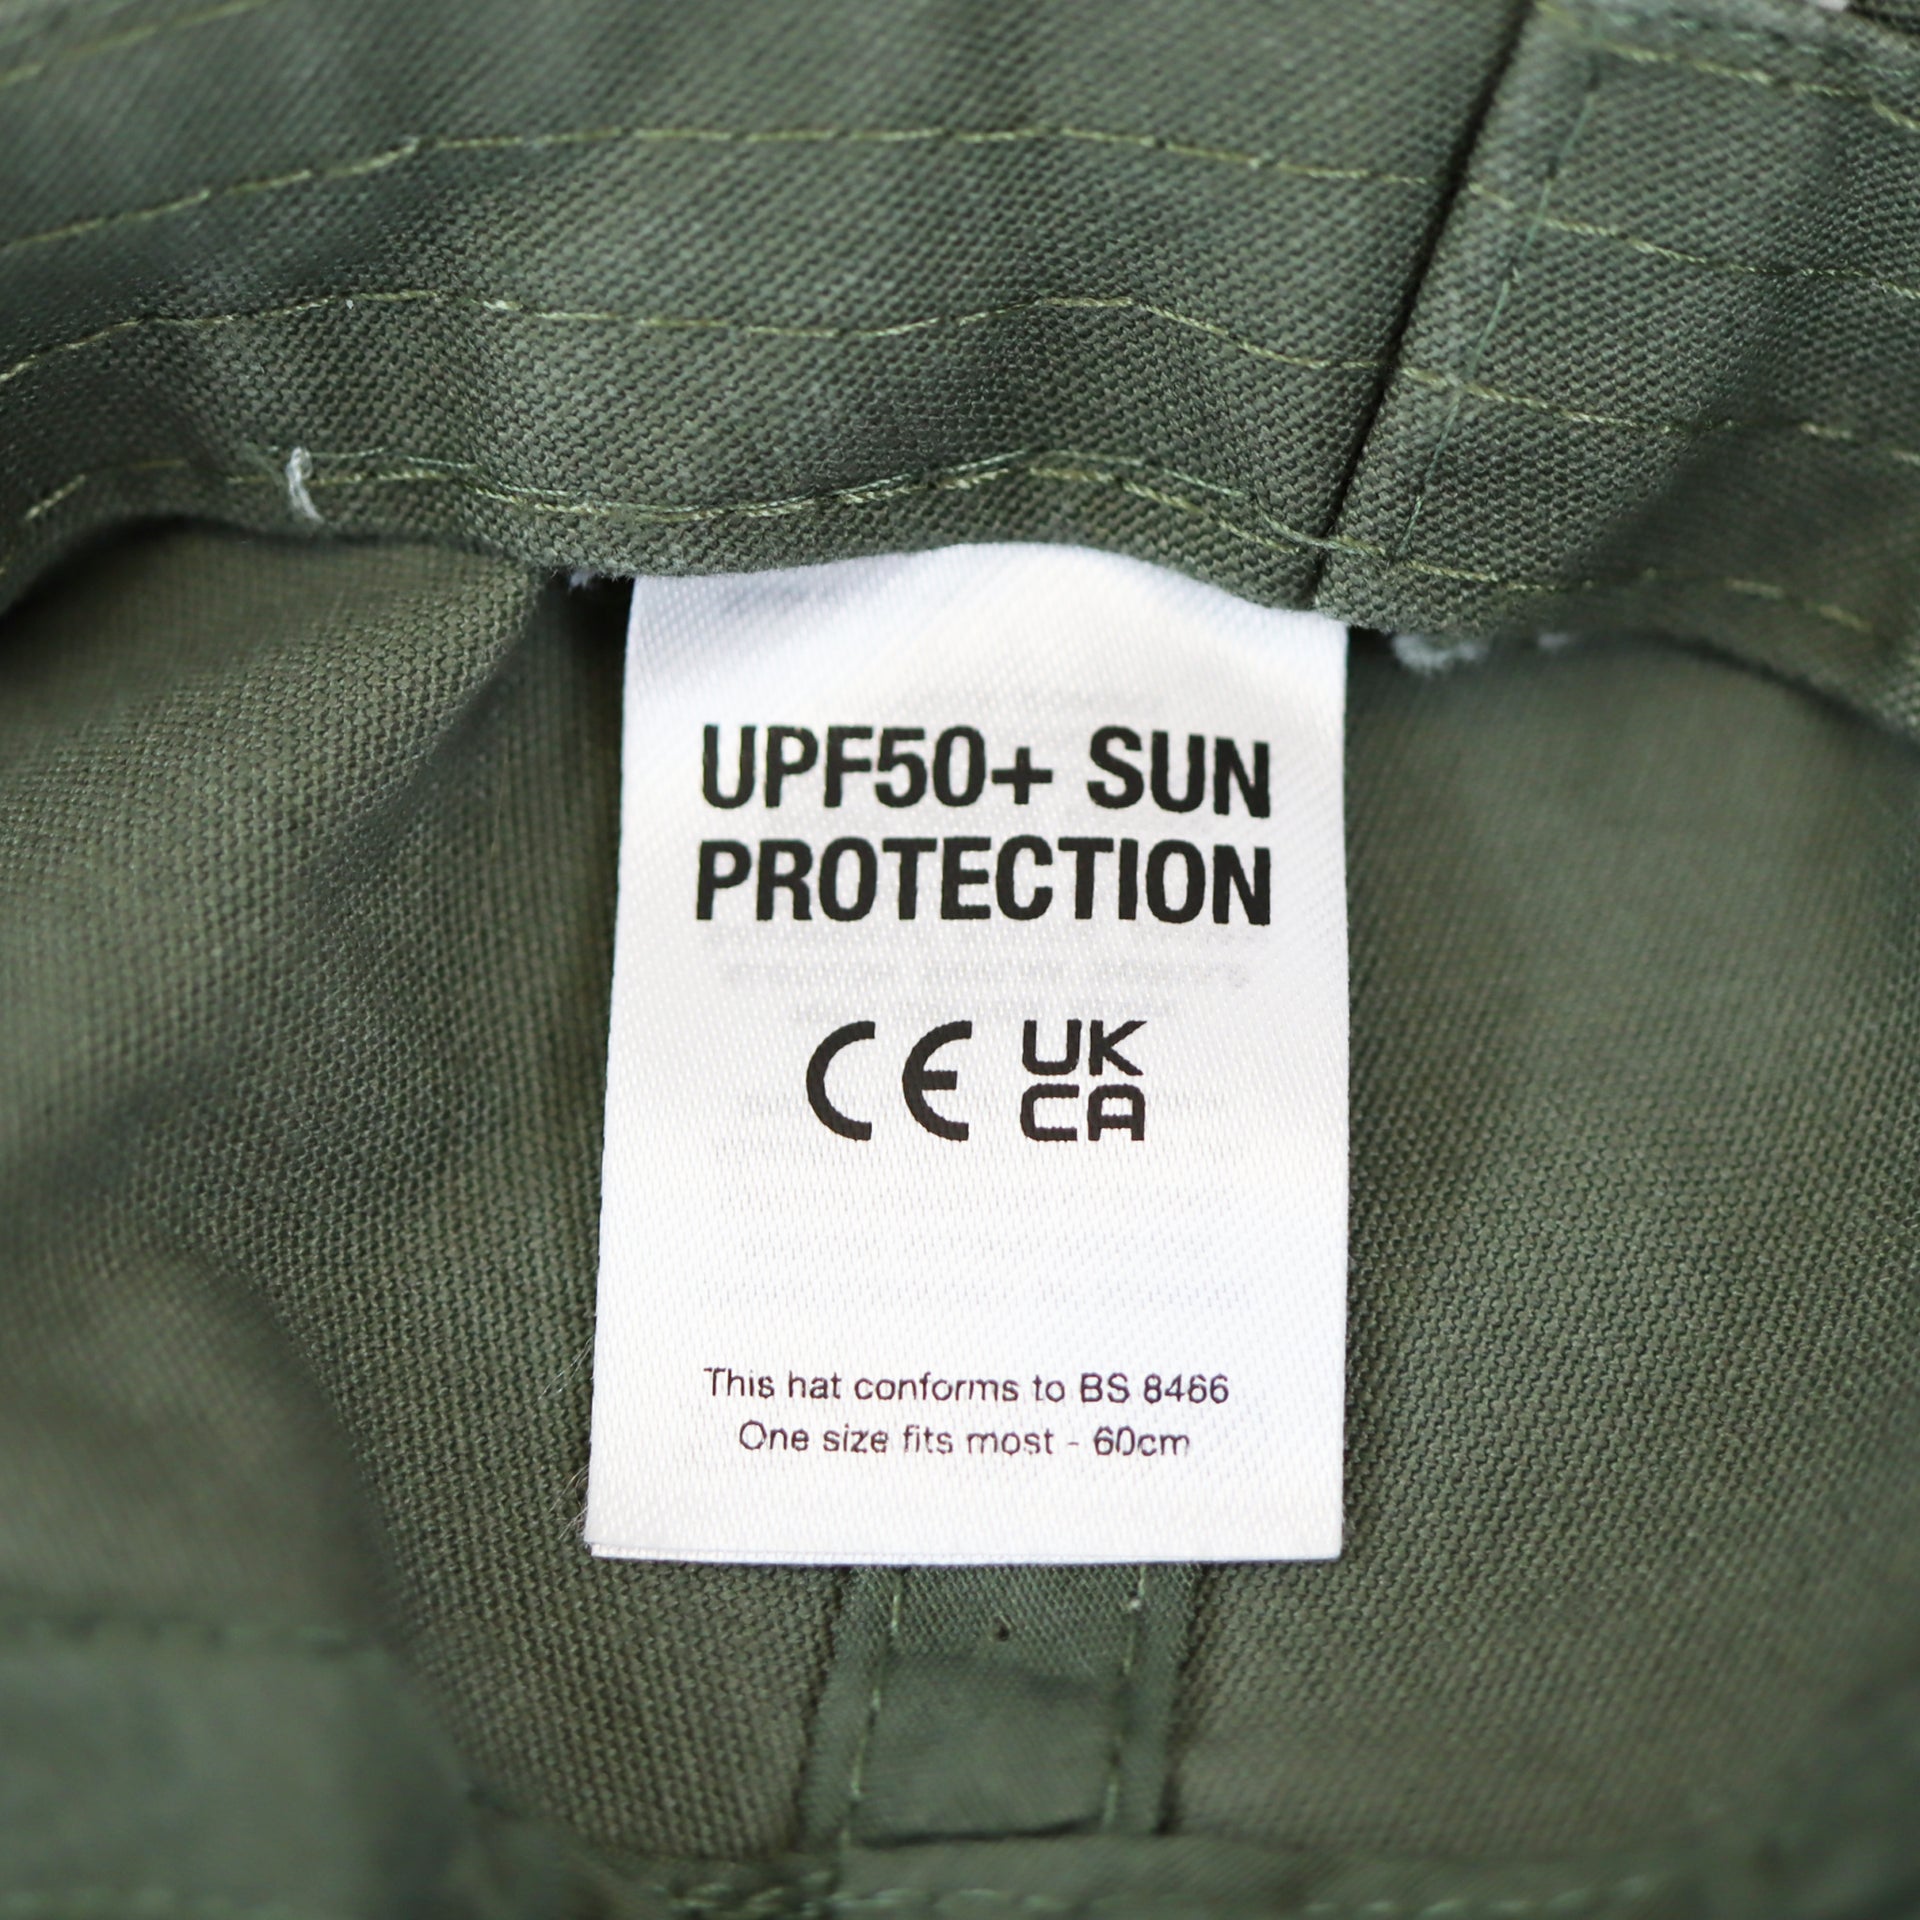 UPF50+ SUN
PROTECTION
CE UK
CA
This hat conforms to BS 8466
One size fits most - 60cm